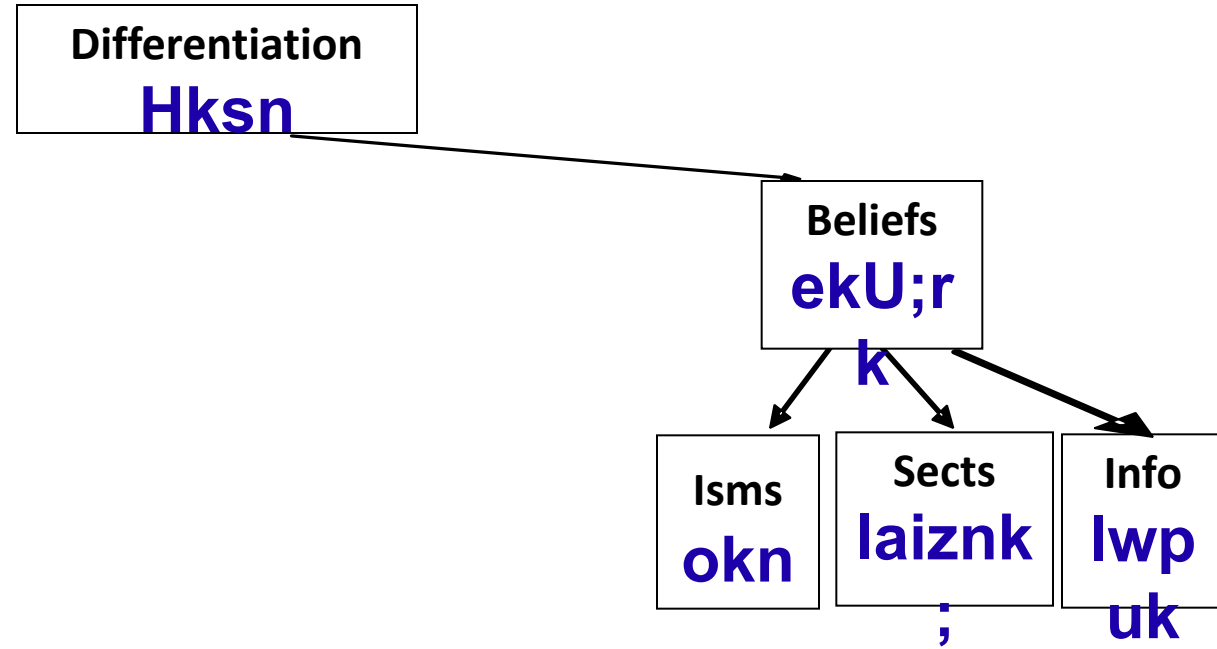 Differentiation
Hksn
Beliefs
ekU;r
k
Isms
okn
Sects
laiznk
;
Info
lwp
uk